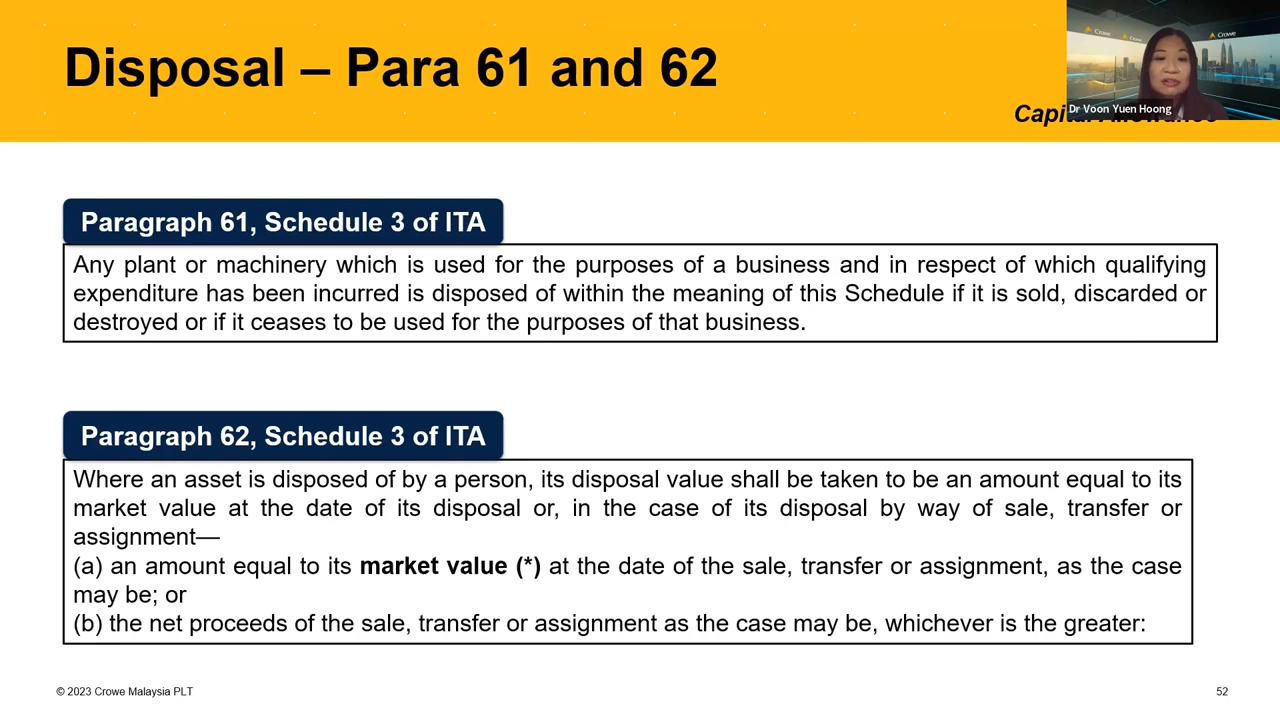 Disposal – Para 61 and 62
Crowe
Crowe
Crowe
Dr Voon Yuen Hoong
Capital Allowance
Paragraph 61, Schedule 3 of ITA
Any plant or machinery which is used for the purposes of a business and in respect of which qualifying
expenditure has been incurred is disposed of within the meaning of this Schedule if it is sold, discarded or
destroyed or if it ceases to be used for the purposes of that business.
Paragraph 62, Schedule 3 of ITA
Where an asset is disposed of by a person, its disposal value shall be taken to be an amount equal to its
market value at the date of its disposal or, in the case of its disposal by way of sale, transfer or
assignment—
(a) an amount equal to its market value (*) at the date of the sale, transfer or assignment, as the case
may be; or
(b) the net proceeds of the sale, transfer or assignment as the case may be, whichever is the greater:
© 2023 Crowe Malaysia PLT
52